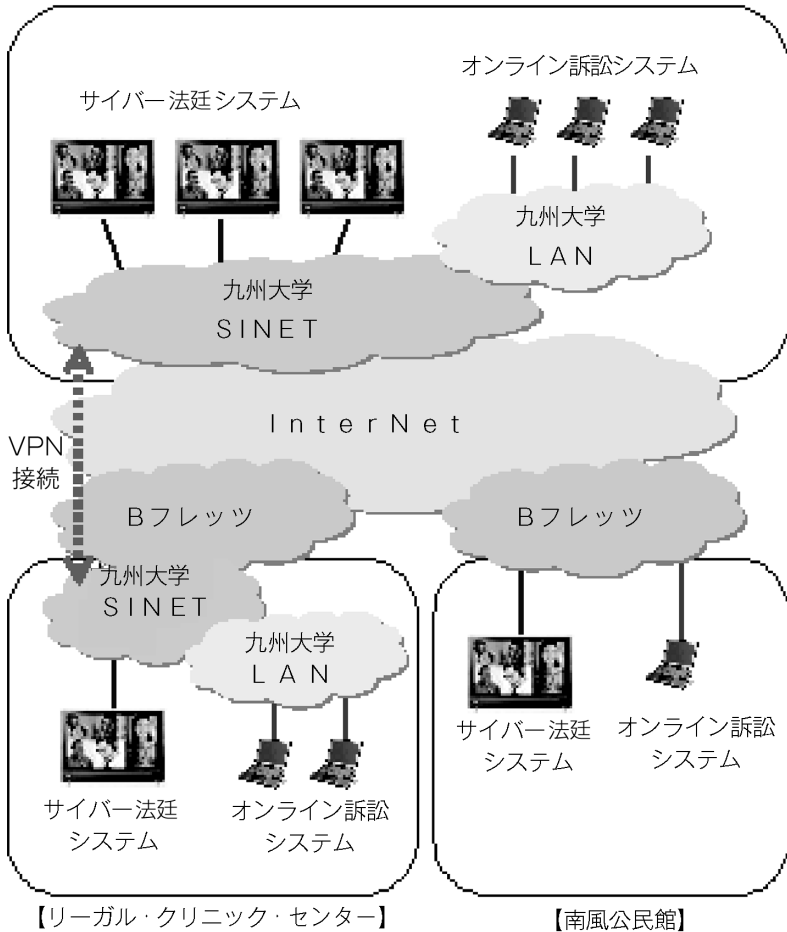 オンライン訴訟システム
サイバー法廷システム
九州大学
LAN
九州大学
SINET
InterNet
VPN
接続
Bフレッツ
Bフレッツ
九州大学
SINET
九州大学
LAN
サイバー法廷
システム
オンライン訴訟
システム
サイバー法廷
システム
オンライン訴訟
システム
【リーガル・クリニック・センター】
【南風公民館】